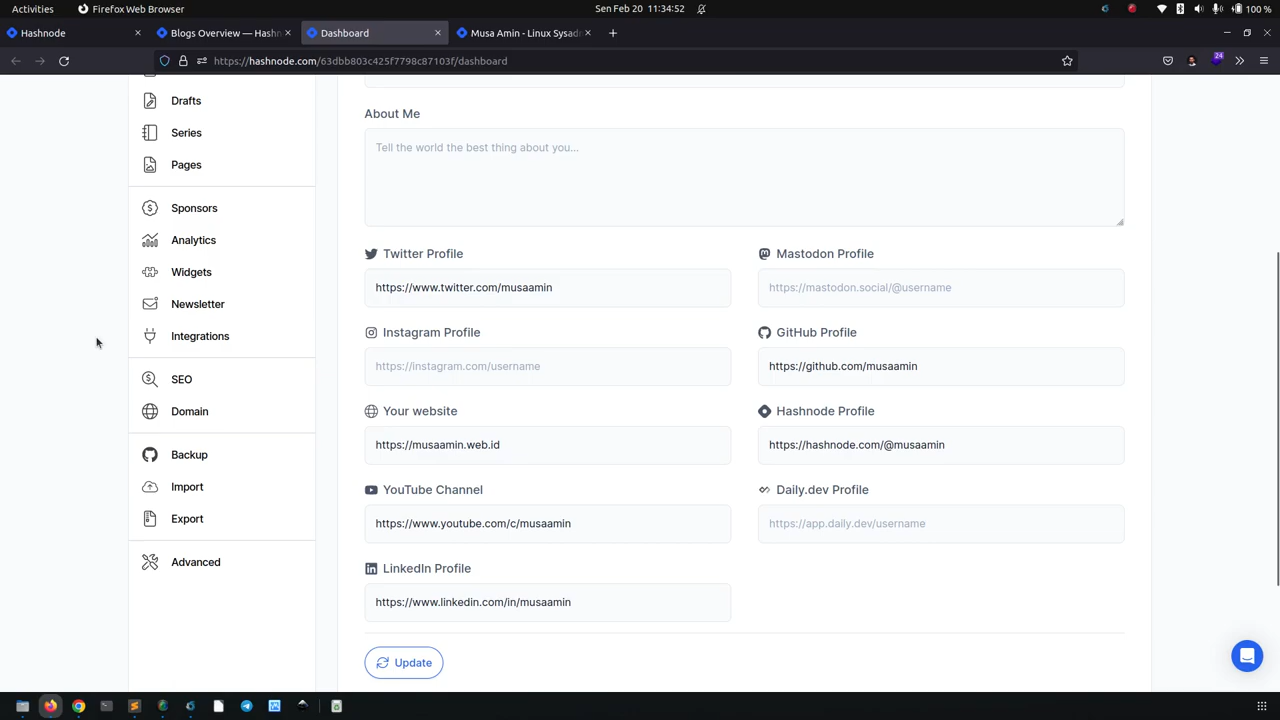 Activities
Firefox Web Browser
Sen Feb 20 11:34:52
100 %
Hashnode
Blogs Overview — Hashn
Dashboard
Musa Amin - Linux Sysadr
https://hashnode.com/63dbb803c425f7798c87103f/dashboard
24
Drafts
Series
Pages
Sponsors
Analytics
Widgets
Newsletter
Integrations
SEO
Domain
Backup
Import
Export
Advanced
About Me
Tell the world the best thing about you...
Twitter Profile
https://www.twitter.com/musaamin
Mastodon Profile
https://mastodon.social/@username
Instagram Profile
https://instagram.com/username
GitHub Profile
https://github.com/musaamin
Your website
https://musaamin.web.id
Hashnode Profile
https://hashnode.com/@musaamin
YouTube Channel
https://www.youtube.com/c/musaamin
Daily.dev Profile
https://app.daily.dev/username
LinkedIn Profile
https://www.linkedin.com/in/musaamin
Update